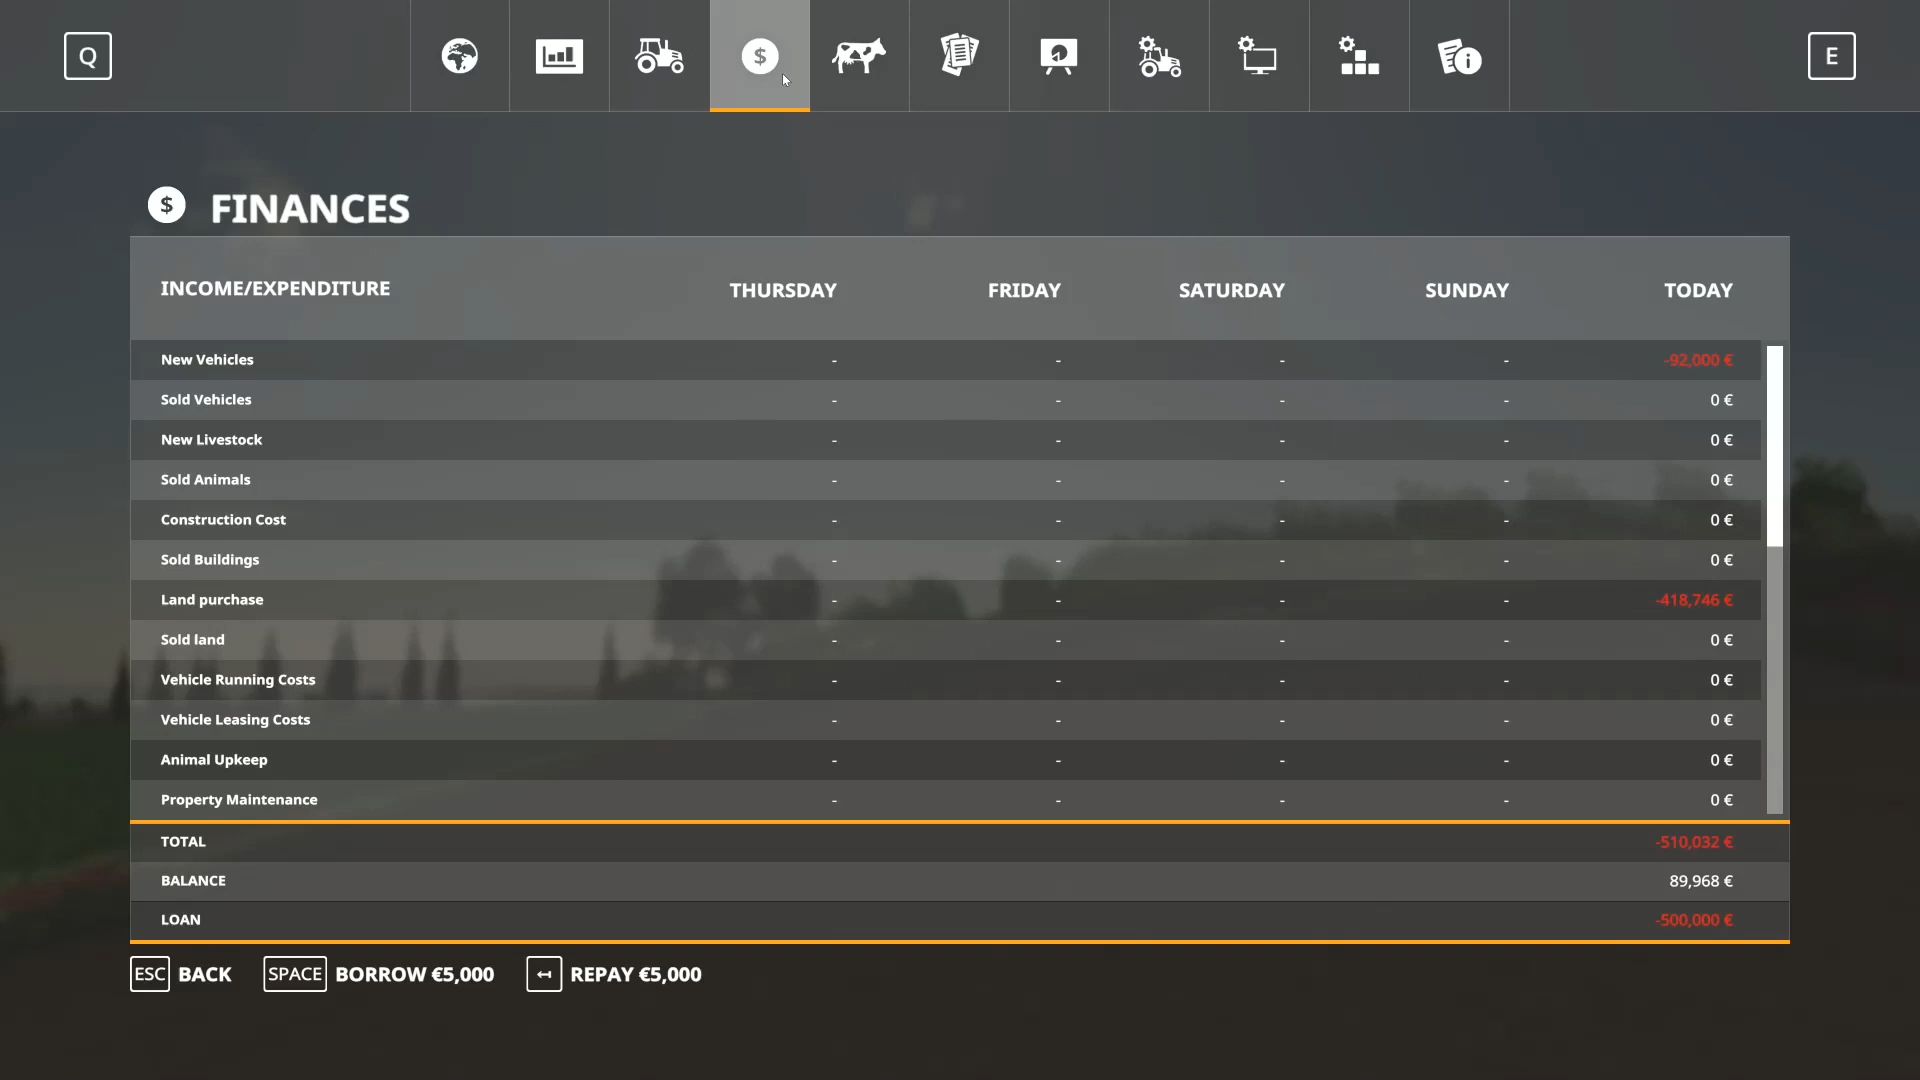 Q
$
i
E
$ FINANCES
INCOME/EXPENDITURE THURSDAY FRIDAY SATURDAY SUNDAY TODAY
New Vehicles - - - - -92,000 €
Sold Vehicles - - - - 0 €
New Livestock - - - - 0 €
Sold Animals - - - - 0 €
Construction Cost - - - - 0 €
Sold Buildings - - - - 0 €
Land purchase - - - - -418,746 €
Sold land - - - - 0 €
Vehicle Running Costs - - - - 0 €
Vehicle Leasing Costs - - - - 0 €
Animal Upkeep - - - - 0 €
Property Maintenance - - - - 0 €
TOTAL -510,032 €
BALANCE 89,968 €
LOAN -500,000 €
ESC BACK SPACE BORROW €5,000 REPAY €5,000